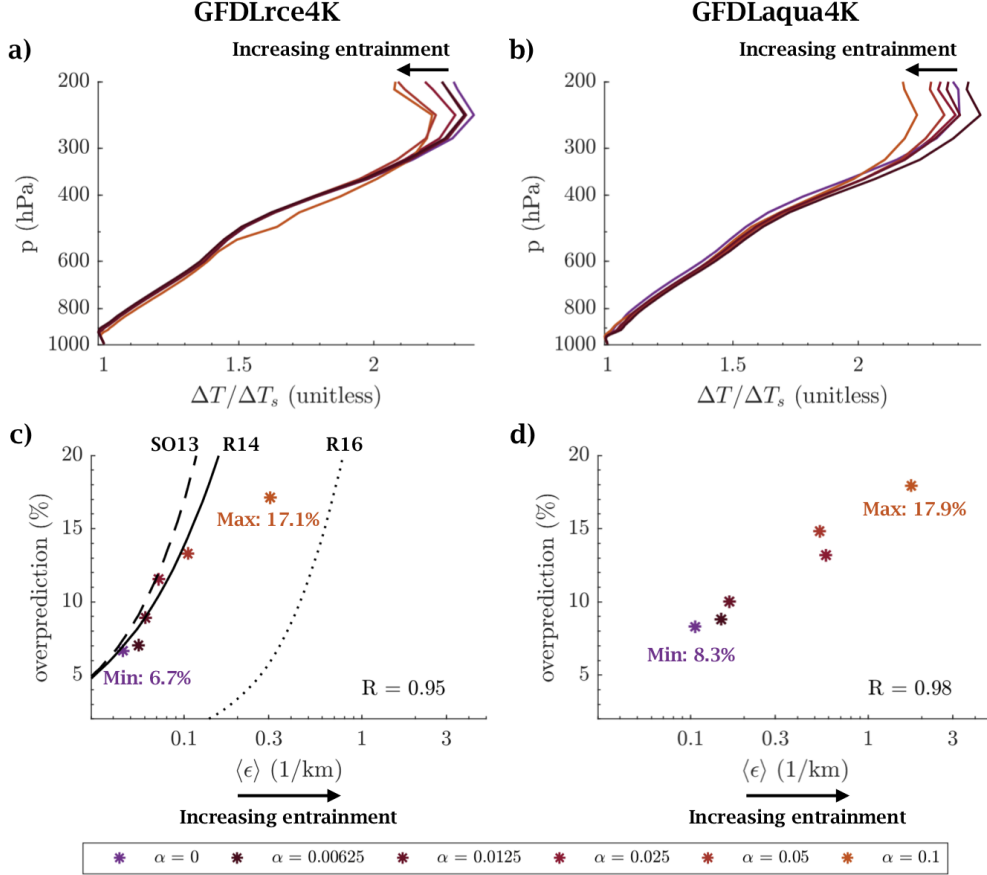 GFDLrce4K
GFDLaqua4K
a)
Increasing entrainment
b)
Increasing entrainment
200
300
400
600
800
1000
p (hPa)
1
1.5
2
ΔT/ΔT_s (unitless)
200
300
400
600
800
1000
p (hPa)
1
1.5
2
ΔT/ΔT_s (unitless)
c)
SO13
R14
R16
20
15
10
5
overprediction (%)
Max: 17.1%
Min: 6.7%
R = 0.95
0.1
0.3
1
3
⟨ϵ⟩ (1/km)
Increasing entrainment
d)
20
15
10
5
overprediction (%)
Max: 17.9%
Min: 8.3%
R = 0.98
0.1
0.3
1
3
⟨ϵ⟩ (1/km)
Increasing entrainment
α = 0
α = 0.00625
α = 0.0125
α = 0.025
α = 0.05
α = 0.1